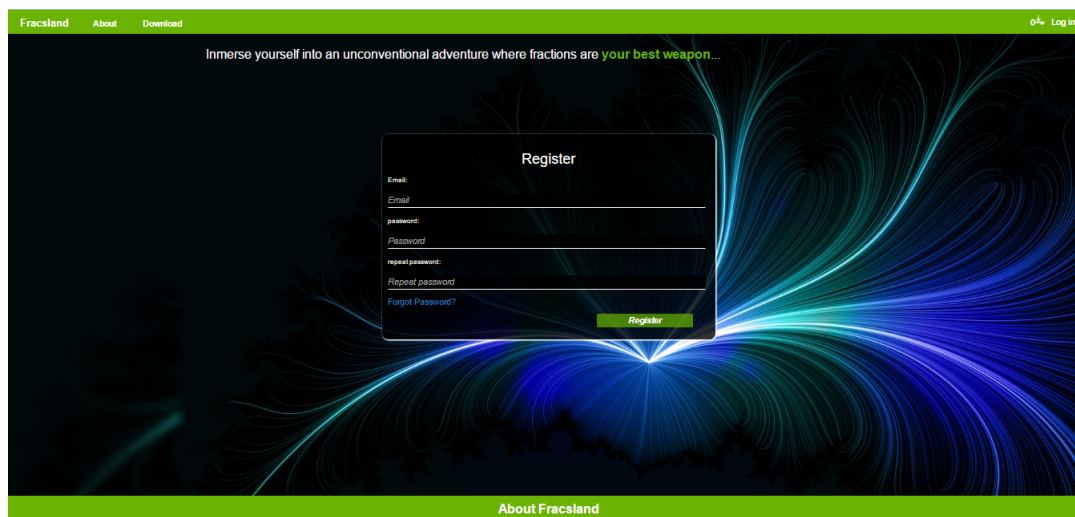 Fracsland About Download Log in
Inmerse yourself into an unconventional adventure where fractions are your best weapon...
Register
Email:
Email
password:
Password
repeat password:
Repeat password
Forgot Password?
Register
About Fracsland